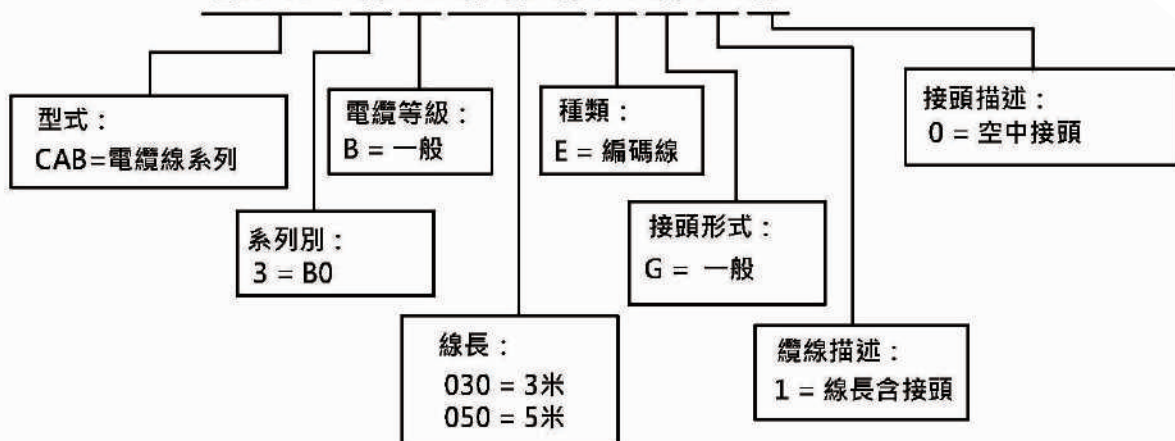 型式：
CAB=電纜線系列
系列別：
3 = B0
電纜等級：
B = 一般
線長：
030 = 3米
050 = 5米
種類：
E = 編碼線
接頭形式：
G = 一般
纜線描述：
1 = 線長含接頭
接頭描述：
0 = 空中接頭